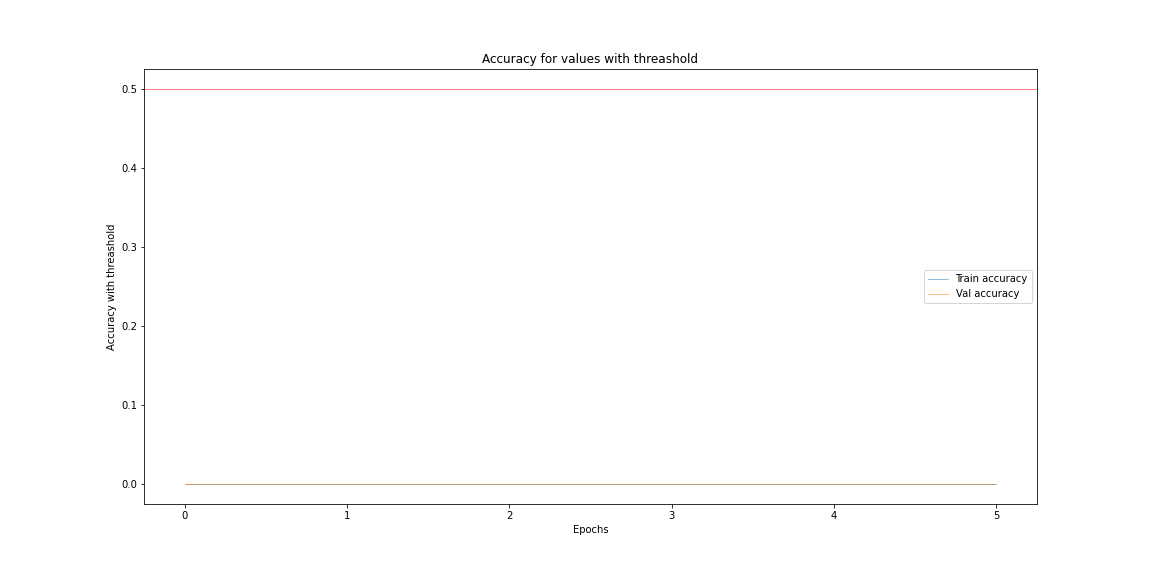 Accuracy for values with threashold
0.5
0.4
0.3
0.2
0.1
0.0
Accuracy with threashold
Train accuracy
Val accuracy
0 1 2 3 4 5
Epochs